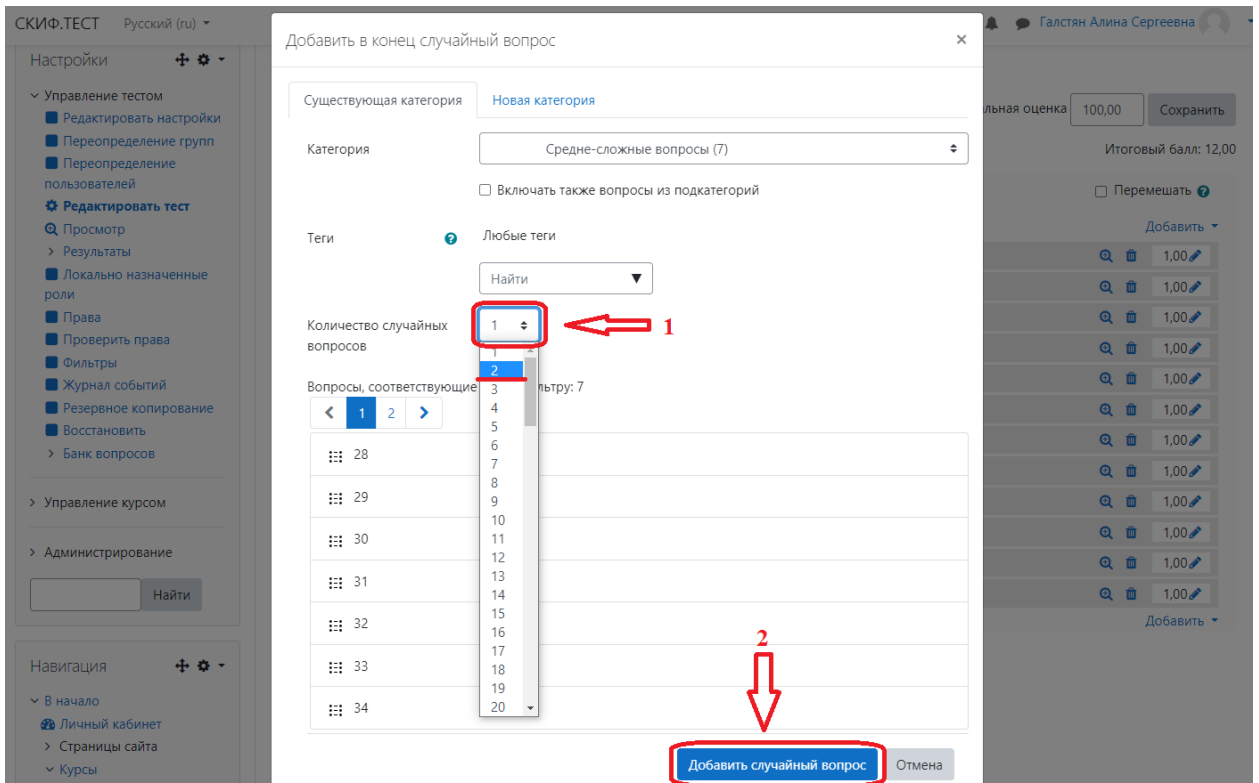 СКИФ.ТЕСТ Русский (ru)
Галстян Алина Сергеевна
Настройки
Управление тестом
Редактировать настройки
Переопределение групп
Переопределение
пользователей
Редактировать тест
Просмотр
Результаты
Локально назначенные
роли
Права
Проверить права
Фильтры
Журнал событий
Резервное копирование
Восстановить
Банк вопросов
Управление курсом
Администрирование
Найти
Навигация
В начало
Личный кабинет
Страницы сайта
Курсы
Добавить в конец случайный вопрос ×
Существующая категория Новая категория
Категория Средне-сложные вопросы (7)
Включать также вопросы из подкатегорий
Теги Любые теги
Найти
Количество случайных
вопросов
1
1
1
2
3
4
5
6
7
8
9
10
11
12
13
14
15
16
17
18
19
20
Вопросы, соответствующие льтру: 7
1 2
28
29
30
31
32
33
34
2
Добавить случайный вопрос Отмена
льная оценка 100,00 Сохранить
Итоговый балл: 12,00
Перемешать
Добавить
1,00
1,00
1,00
1,00
1,00
1,00
1,00
1,00
1,00
1,00
1,00
1,00
Добавить